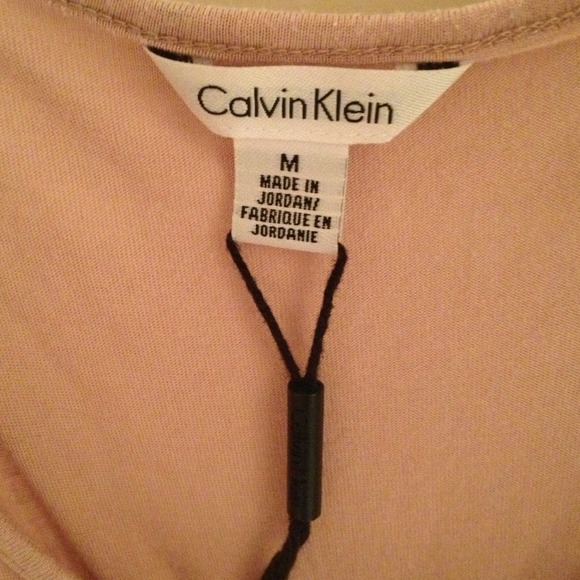 Calvin Klein
M
MADE IN
JORDAN/
FABRIQUE EN
JORDANIE